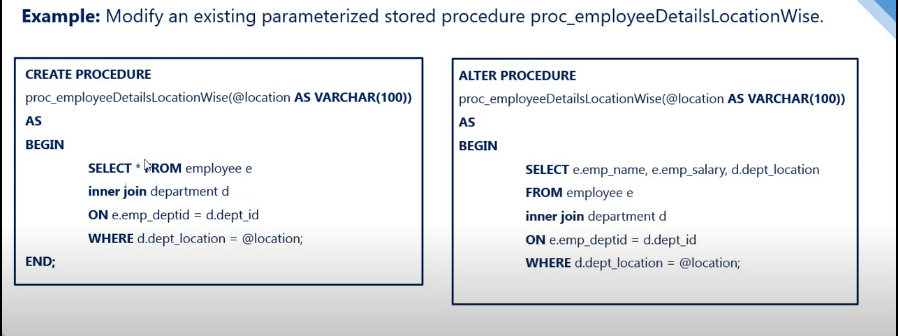 Example: Modify an existing parameterized stored procedure proc_employeeDetailsLocationWise.
CREATE PROCEDURE
proc_employeeDetailsLocationWise(@location AS VARCHAR(100))
AS
BEGIN
SELECT * FROM employee e
inner join department d
ON e.emp_deptid = d.dept_id
WHERE d.dept_location = @location;
END;
ALTER PROCEDURE
proc_employeeDetailsLocationWise(@location AS VARCHAR(100))
AS
BEGIN
SELECT e.emp_name, e.emp_salary, d.dept_location
FROM employee e
inner join department d
ON e.emp_deptid = d.dept_id
WHERE d.dept_location = @location;